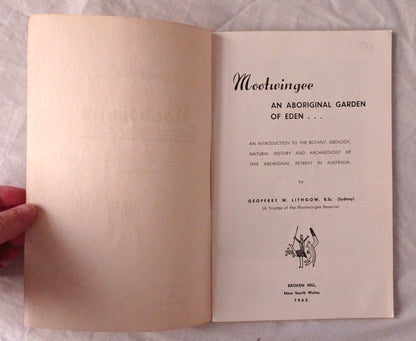 Mootwingee
AN ABORIGINAL GARDEN
OF EDEN . . .
AN INTRODUCTION TO THE BOTANY, GEOLOGY,
NATURAL HISTORY AND ARCHAEOLOGY OF
THIS ABORIGINAL RETREAT IN AUSTRALIA.
by
GEOFFREY W. LITHGOW, B.Sc. (Sydney)
(A Trustee of the Mootwingee Reserve)
BROKEN HILL,
New South Wales.
1963.